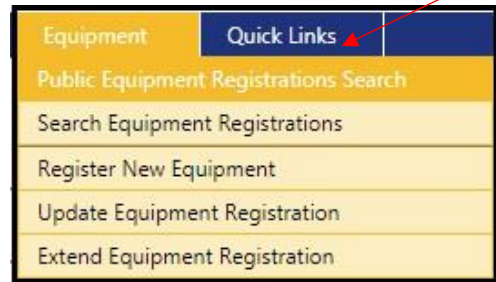 Equipment Quick Links
Public Equipment Registrations Search
Search Equipment Registrations
Register New Equipment
Update Equipment Registration
Extend Equipment Registration